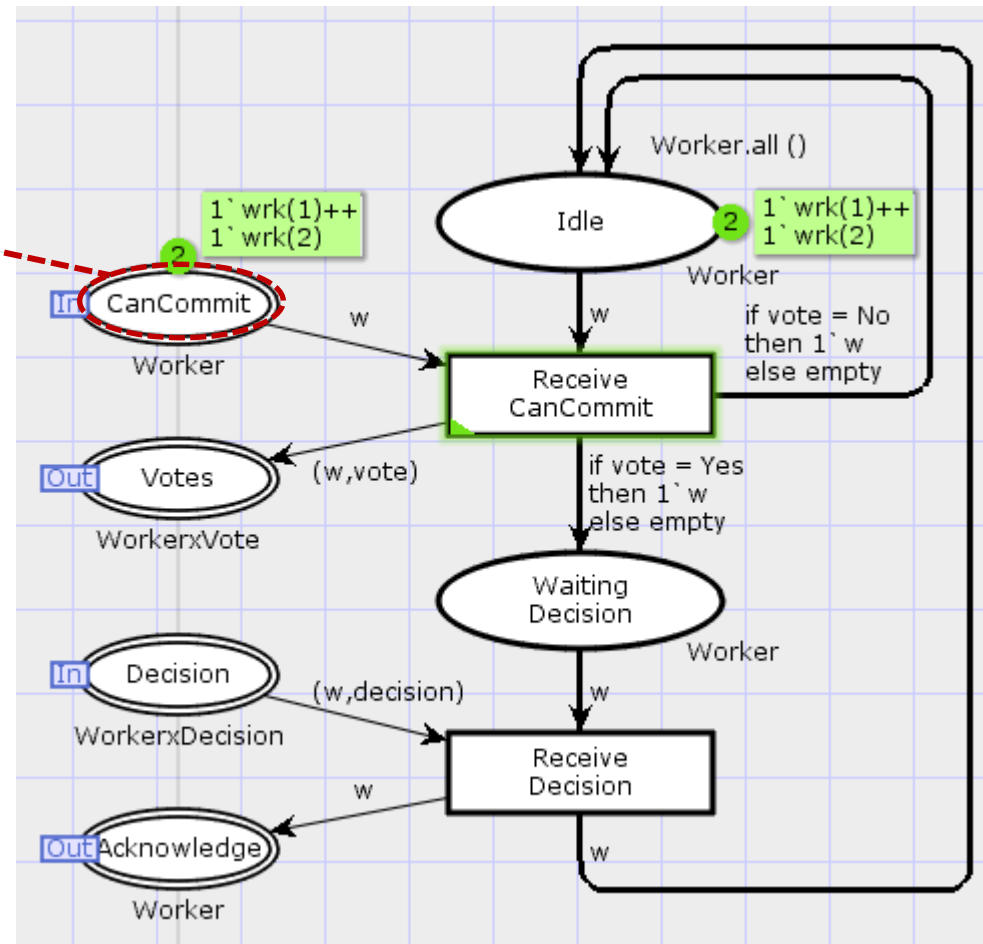 Worker.all ()
1`wrk(1)++
1`wrk(2)
2
Idle
2
1`wrk(1)++
1`wrk(2)
Worker
In
CanCommit
Worker
w
w
if vote = No
then 1`w
else empty
Receive
CanCommit
Out
Votes
WorkerxVote
(w,vote)
if vote = Yes
then 1`w
else empty
Waiting
Decision
Worker
In
Decision
WorkerxDecision
(w,decision)
w
Receive
Decision
w
Out
Acknowledge
Worker
w